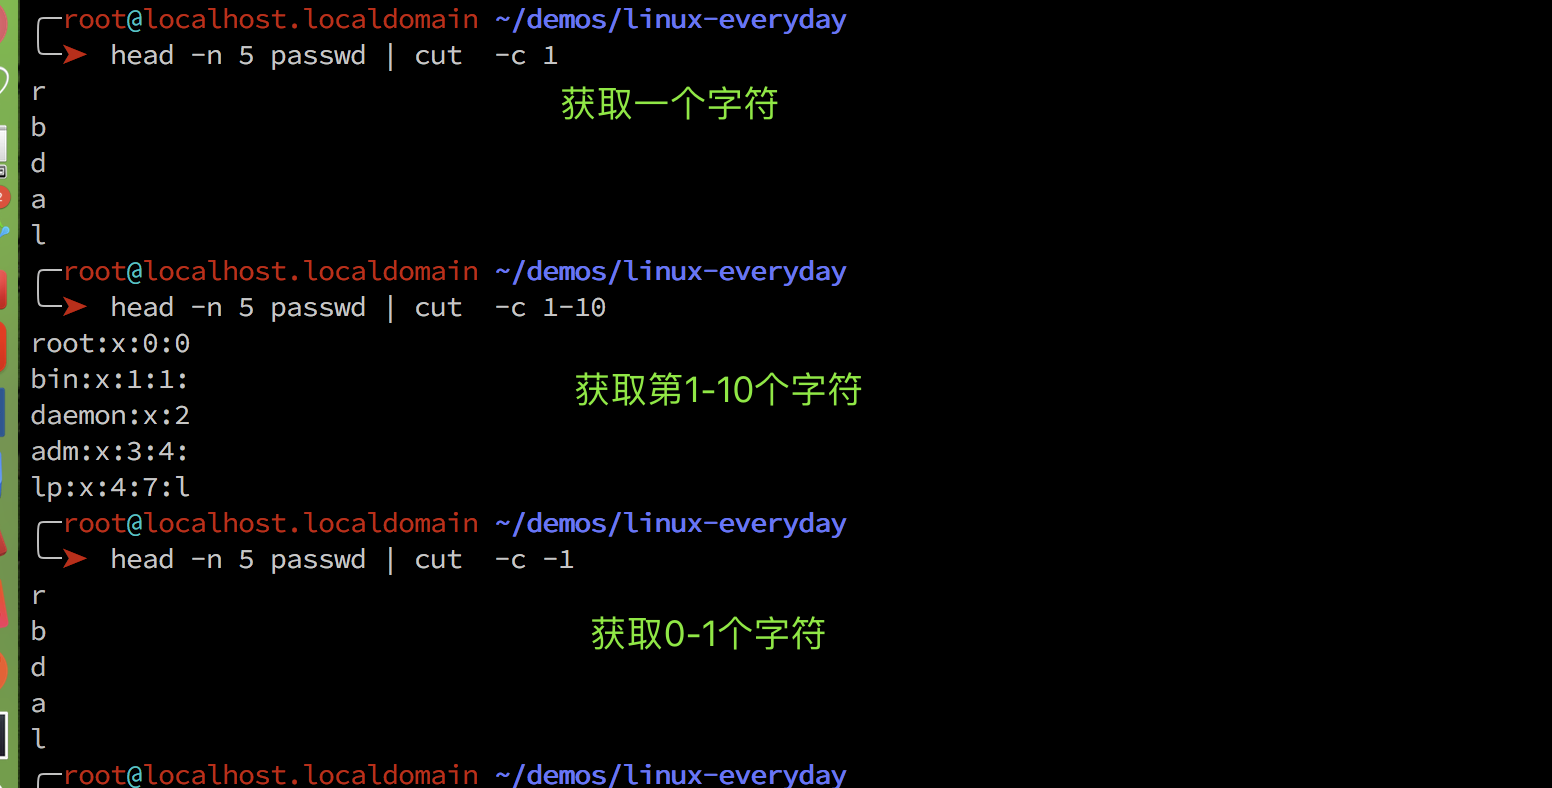 root@localhost.localdomain ~/demos/linux-everyday
➤ head -n 5 passwd | cut  -c 1
r
获取一个字符
b
d
a
l
root@localhost.localdomain ~/demos/linux-everyday
➤ head -n 5 passwd | cut  -c 1-10
root:x:0:0
bin:x:1:1:
获取第1-10个字符
daemon:x:2
adm:x:3:4:
lp:x:4:7:l
root@localhost.localdomain ~/demos/linux-everyday
➤ head -n 5 passwd | cut  -c -1
r
b
获取0-1个字符
d
a
l
root@localhost.localdomain ~/demos/linux-everyday